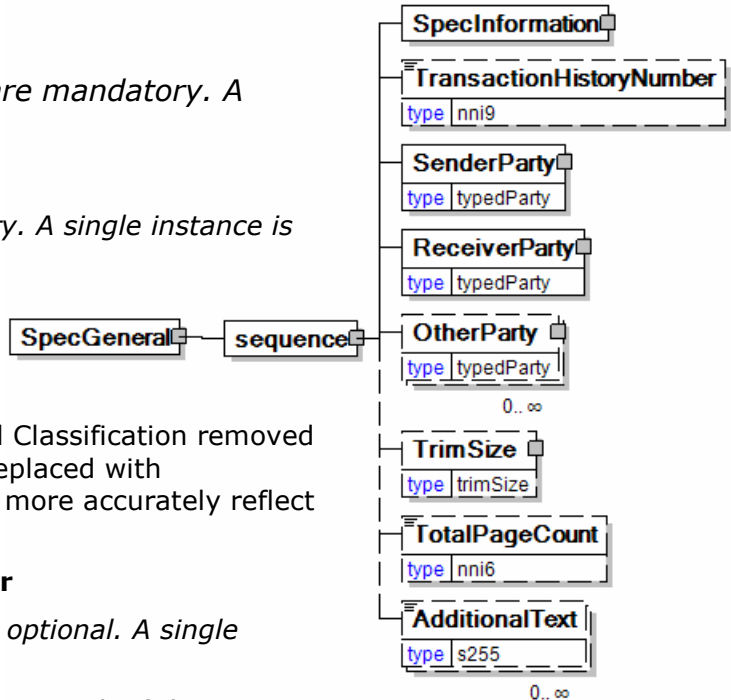 are mandatory. A
ry. A single instance is
d Classification removed
eplaced with
more accurately reflect
r
optional. A single
SpecGeneral
sequence
SpecInformation
TransactionHistoryNumber
type nni9
SenderParty
type typedParty
ReceiverParty
type typedParty
OtherParty
type typedParty
0.. ∞
TrimSize
type trimSize
TotalPageCount
type nni6
AdditionalText
type s255
0.. ∞